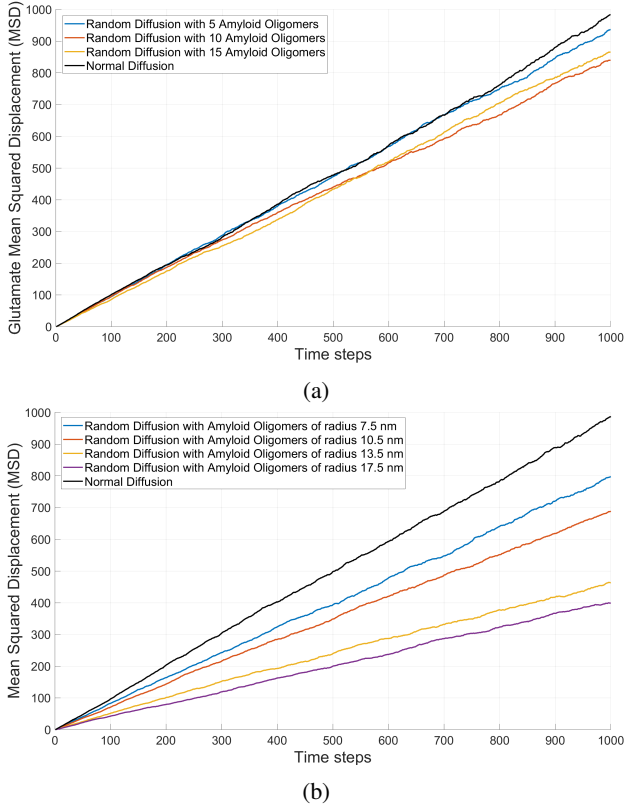 Glutamate Mean Squared Displacement (MSD)
1000
900
800
700
600
500
400
300
200
100
0
Random Diffusion with 5 Amyloid Oligomers
Random Diffusion with 10 Amyloid Oligomers
Random Diffusion with 15 Amyloid Oligomers
Normal Diffusion
0 100 200 300 400 500 600 700 800 900 1000
Time steps
(a)
Mean Squared Displacement (MSD)
1000
900
800
700
600
500
400
300
200
100
0
Random Diffusion with Amyloid Oligomers of radius 7.5 nm
Random Diffusion with Amyloid Oligomers of radius 10.5 nm
Random Diffusion with Amyloid Oligomers of radius 13.5 nm
Random Diffusion with Amyloid Oligomers of radius 17.5 nm
Normal Diffusion
0 100 200 300 400 500 600 700 800 900 1000
Time steps
(b)